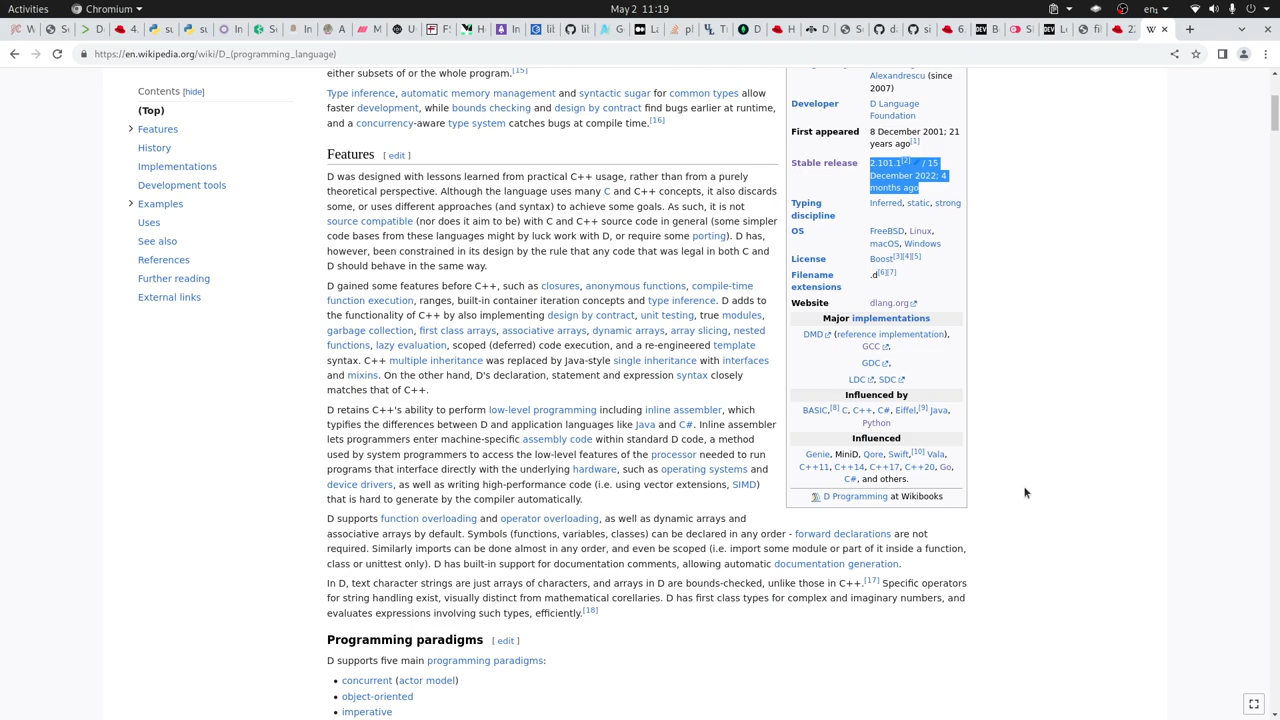 Activities
Chromium
May 2 11:19
https://en.wikipedia.org/wiki/D_(programming_language)
Contents [hide]
(Top)
Features
History
Implementations
Development tools
Examples
Uses
See also
References
Further reading
External links
either subsets of or the whole program.[15]
Type inference, automatic memory management and syntactic sugar for common types allow
faster development, while bounds checking and design by contract find bugs earlier at runtime,
and a concurrency-aware type system catches bugs at compile time.[16]
Features [ edit ]
D was designed with lessons learned from practical C++ usage, rather than from a purely
theoretical perspective. Although the language uses many C and C++ concepts, it also discards
some, or uses different approaches (and syntax) to achieve some goals. As such, it is not
source compatible (nor does it aim to be) with C and C++ source code in general (some simpler
code bases from these languages might by luck work with D, or require some porting). D has,
however, been constrained in its design by the rule that any code that was legal in both C and
D should behave in the same way.
D gained some features before C++, such as closures, anonymous functions, compile-time
function execution, ranges, built-in container iteration concepts and type inference. D adds to
the functionality of C++ by also implementing design by contract, unit testing, true modules,
garbage collection, first class arrays, associative arrays, dynamic arrays, array slicing, nested
functions, lazy evaluation, scoped (deferred) code execution, and a re-engineered template
syntax. C++ multiple inheritance was replaced by Java-style single inheritance with interfaces
and mixins. On the other hand, D's declaration, statement and expression syntax closely
matches that of C++.
D retains C++'s ability to perform low-level programming including inline assembler, which
typifies the differences between D and application languages like Java and C#. Inline assembler
lets programmers enter machine-specific assembly code within standard D code, a method
used by system programmers to access the low-level features of the processor needed to run
programs that interface directly with the underlying hardware, such as operating systems and
device drivers, as well as writing high-performance code (i.e. using vector extensions, SIMD)
that is hard to generate by the compiler automatically.
D supports function overloading and operator overloading, as well as dynamic arrays and
associative arrays by default. Symbols (functions, variables, classes) can be declared in any order - forward declarations are not
required. Similarly imports can be done almost in any order, and even be scoped (i.e. import some module or part of it inside a function,
class or unittest only). D has built-in support for documentation comments, allowing automatic documentation generation.
In D, text character strings are just arrays of characters, and arrays in D are bounds-checked, unlike those in C++.[17] Specific operators
for string handling exist, visually distinct from mathematical corollaries. D has first class types for complex and imaginary numbers, and
evaluates expressions involving such types, efficiently.[18]
Programming paradigms [ edit ]
D supports five main programming paradigms:
• concurrent (actor model)
• object-oriented
• imperative
Alexandrescu (since
2007)
Developer D Language
Foundation
First appeared 8 December 2001; 21
years ago[1]
Stable release 2.101.1[2] / 15
December 2022; 4
months ago
Typing Inferred, static, strong
discipline
OS FreeBSD, Linux,
macOS, Windows
License Boost[3][4][5]
Filename .d[6][7]
extensions
Website dlang.org
Major implementations
DMD (reference implementation),
GCC,
GDC,
LDC, SDC
Influenced by
BASIC,[8] C, C++, C#, Eiffel,[9] Java,
Python
Influenced
Genie, MiniD, Qore, Swift,[10] Vala,
C++11, C++14, C++17, C++20, Go,
C#, and others.
D Programming at Wikibooks